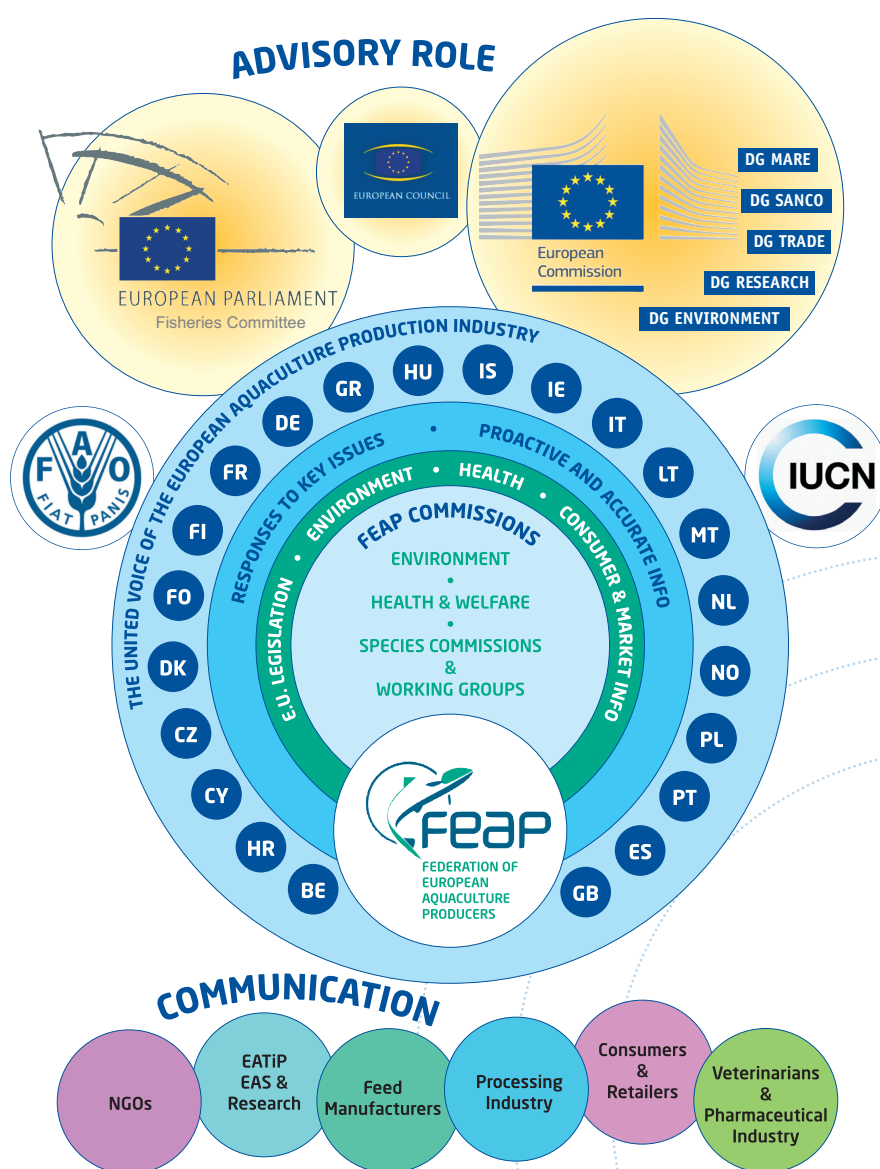 ADVISORY ROLE
EUROPEAN PARLIAMENT
Fisheries Committee
EUROPEAN COUNCIL
European
Commission
DG MARE
DG SANCO
DG TRADE
DG RESEARCH
DG ENVIRONMENT
FAO
FIAT PANIS
IUCN
THE UNITED VOICE OF THE EUROPEAN AQUACULTURE PRODUCTION INDUSTRY
BE
HR
CY
CZ
DK
FO
FI
FR
DE
GR
HU
IS
IE
IT
LT
MT
NL
NO
PL
PT
ES
GB
RESPONSES TO KEY ISSUES • PROACTIVE AND ACCURATE INFO
E.U. LEGISLATION • ENVIRONMENT • HEALTH • CONSUMER & MARKET INFO
FEAP COMMISSIONS
ENVIRONMENT
•
HEALTH & WELFARE
•
SPECIES COMMISSIONS
&
WORKING GROUPS
feap
FEDERATION OF
EUROPEAN
AQUACULTURE
PRODUCERS
COMMUNICATION
NGOs
EATiP
EAS &
Research
Feed
Manufacturers
Processing
Industry
Consumers
&
Retailers
Veterinarians
&
Pharmaceutical
Industry